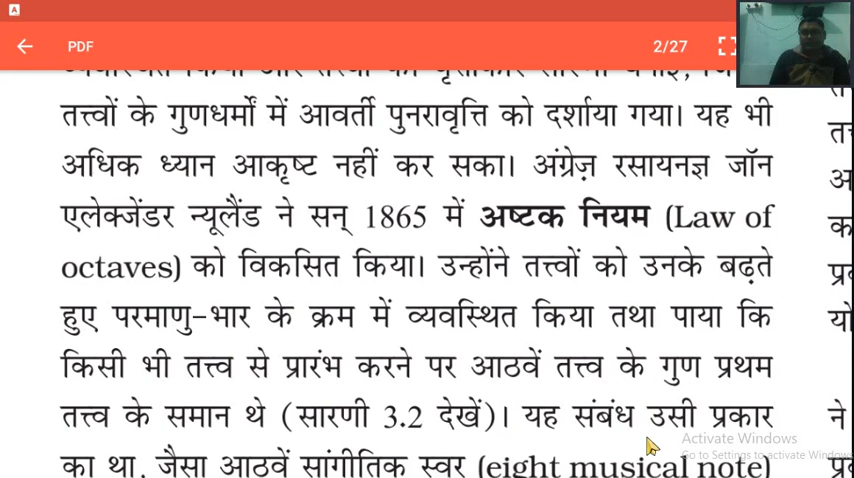 A
PDF
2/27
तत्त्वों के गुणधर्मों में आवर्ती पुनरावृत्ति को दर्शाया गया। यह भी
अधिक ध्यान आकृष्ट नहीं कर सका। अंग्रेज़ रसायनज्ञ जॉन
एलेक्जेंडर न्यूलैंड ने सन् 1865 में अष्टक नियम (Law of
octaves) को विकसित किया। उन्होंने तत्त्वों को उनके बढ़ते
हुए परमाणु-भार के क्रम में व्यवस्थित किया तथा पाया कि
किसी भी तत्त्व से प्रारंभ करने पर आठवें तत्त्व के गुण प्रथम
तत्त्व के समान थे (सारणी 3.2 देखें)। यह संबंध उसी प्रकार
का था, जैसा आठवें सांगीतिक स्वर (eight musical note)
Activate Windows
Go to Settings to activate Windows